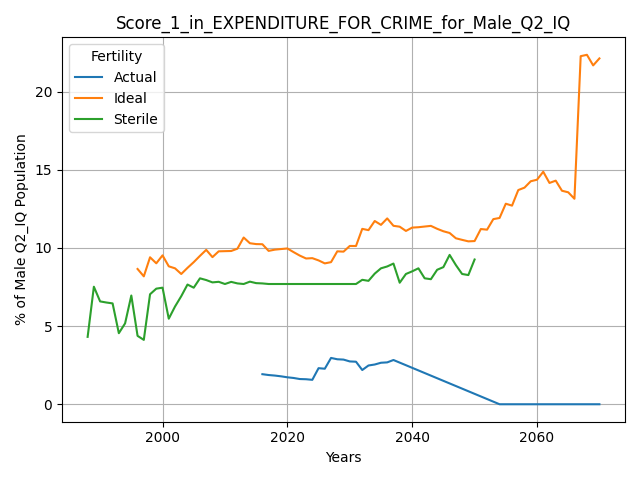 Score_1_in_EXPENDITURE_FOR_CRIME_for_Male_Q2_IQ
Fertility
Actual
Ideal
Sterile
% of Male Q2_IQ Population
20
15
10
5
0
2000
2020
2040
2060
Years